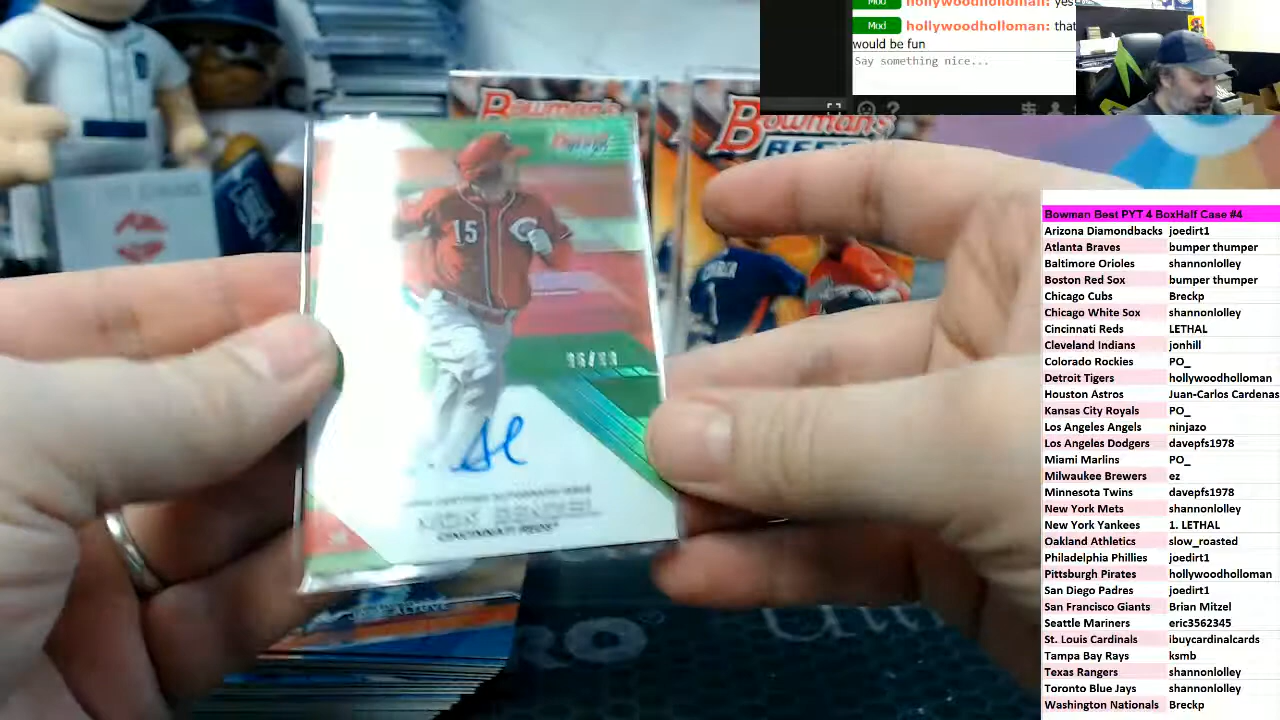 hollywoodholloman: yes
Mod hollywoodholloman: that
would be fun
Say something nice...
Bowman's
Bowman's
BEST
15
CINCINNATI REDS
Bowman Best PYT 4 BoxHalf Case #4
Arizona Diamondbacks joedirt1
Atlanta Braves bumper thumper
Baltimore Orioles shannonlolley
Boston Red Sox bumper thumper
Chicago Cubs Breckp
Chicago White Sox shannonlolley
Cincinnati Reds LETHAL
Cleveland Indians jonhill
Colorado Rockies PO_
Detroit Tigers hollywoodholloman
Houston Astros Juan-Carlos Cardenas
Kansas City Royals PO_
Los Angeles Angels ninjazo
Los Angeles Dodgers davepfs1978
Miami Marlins PO_
Milwaukee Brewers ez
Minnesota Twins davepfs1978
New York Mets shannonlolley
New York Yankees 1. LETHAL
Oakland Athletics slow_roasted
Philadelphia Phillies joedirt1
Pittsburgh Pirates hollywoodholloman
San Diego Padres joedirt1
San Francisco Giants Brian Mitzel
Seattle Mariners eric3562345
St. Louis Cardinals ibuycardinalcards
Tampa Bay Rays ksmb
Texas Rangers shannonlolley
Toronto Blue Jays shannonlolley
Washington Nationals Breckp